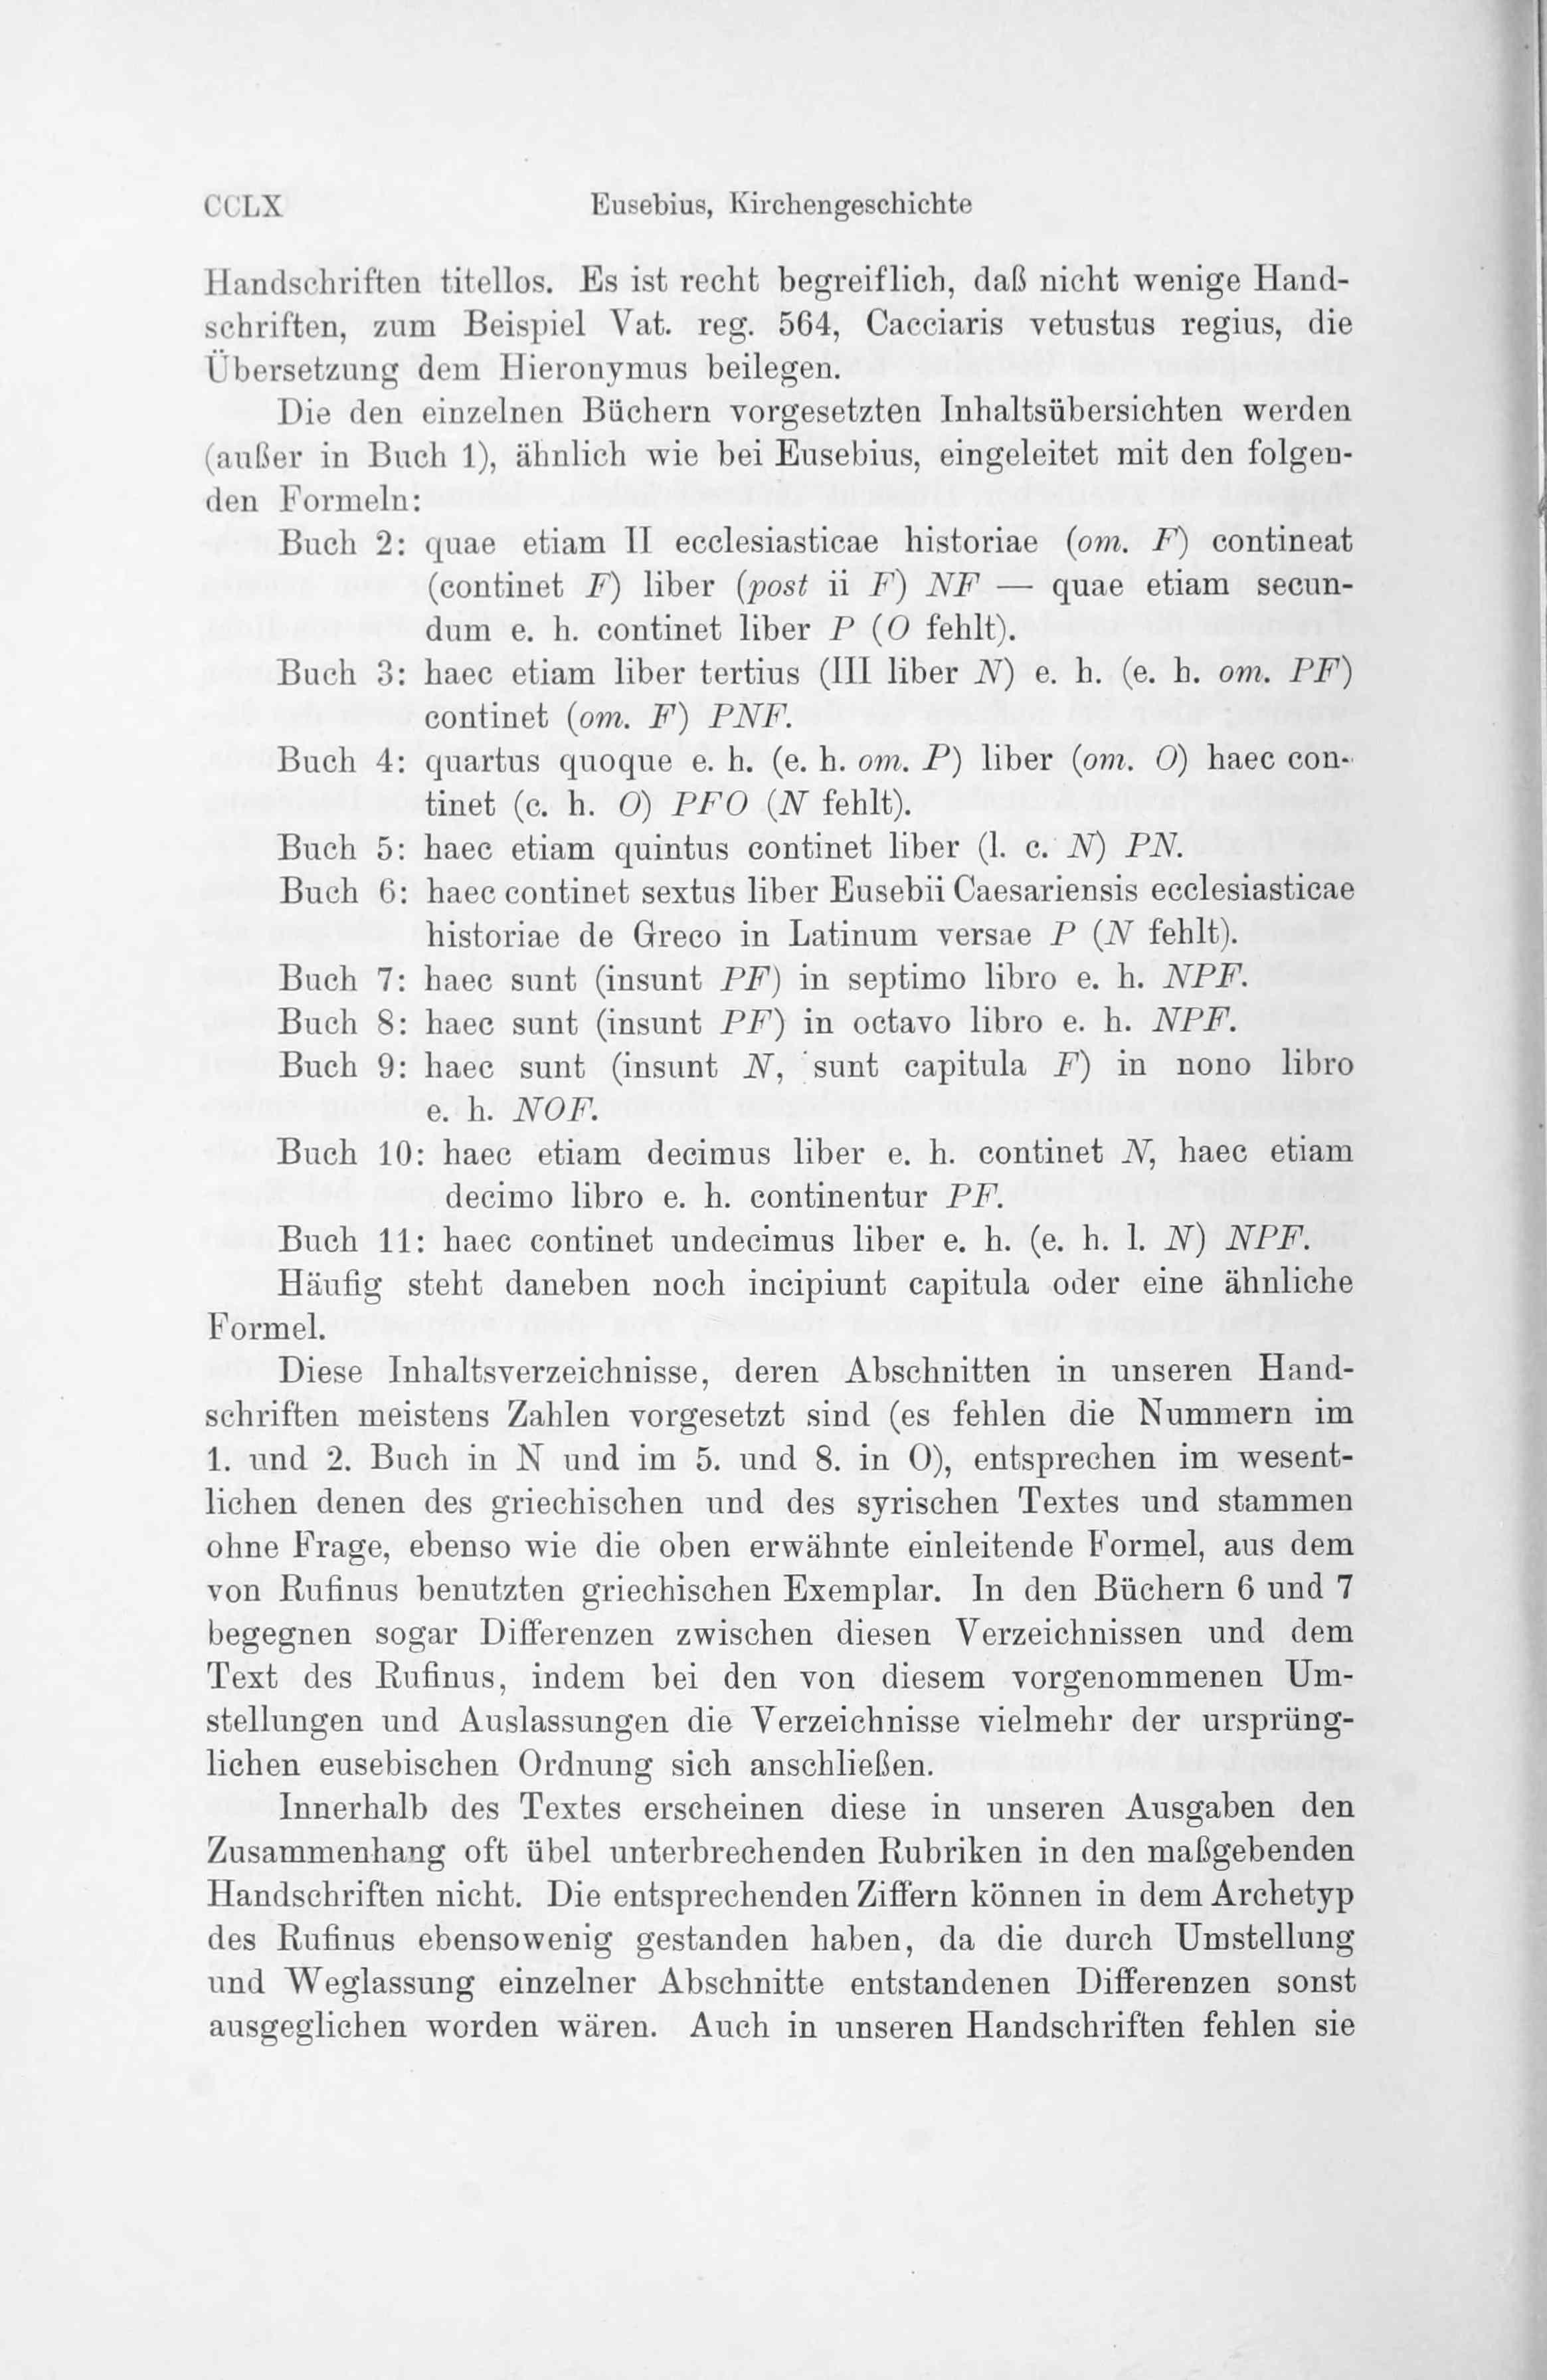 CCLX Eusebius, Kirchengeschichte
Handschriften titellos. Es ist recht begreiflich, daß nicht wenige Hand-
schriften, zum Beispiel Vat. reg. 564, Cacciaris vetustus regius, die
Übersetzung dem Hieronymus beilegen.
Die den einzelnen Büchern vorgesetzten Inhaltsübersichten werden
(außer in Buch 1), ähnlich wie bei Eusebius, eingeleitet mit den folgen-
den Formeln:
Buch 2: quae etiam II ecclesiasticae historiae (om. F) contineat
(continet F) liber (post ii F) NF — quae etiam secun-
dum e. h. continet liber P (O fehlt).
Buch 3: haec etiam liber tertius (III liber N) e. h. (e. h. om. PF)
continet (om. F) PNF.
Buch 4: quartus quoque e. h. (e. h. om. P) liber (om. O) haec con-
tinet (c. h. O) PFO (N fehlt).
Buch 5: haec etiam quintus continet liber (l. c. N) PN.
Buch 6: haec continet sextus liber Eusebii Caesariensis ecclesiasticae
historiae de Greco in Latinum versae P (N fehlt).
Buch 7: haec sunt (insunt PF) in septimo libro e. h. NPF.
Buch 8: haec sunt (insunt PF) in octavo libro e. h. NPF.
Buch 9: haec sunt (insunt N, sunt capitula F) in nono libro
e. h. NOF.
Buch 10: haec etiam decimus liber e. h. continet N, haec etiam
decimo libro e. h. continentur PF.
Buch 11: haec continet undecimus liber e. h. (e. h. l. N) NPF.
Häufig steht daneben noch incipiunt capitula oder eine ähnliche
Formel.
Diese Inhaltsverzeichnisse, deren Abschnitten in unseren Hand-
schriften meistens Zahlen vorgesetzt sind (es fehlen die Nummern im
1. und 2. Buch in N und im 5. und 8. in O), entsprechen im wesent-
lichen denen des griechischen und des syrischen Textes und stammen
ohne Frage, ebenso wie die oben erwähnte einleitende Formel, aus dem
von Rufinus benutzten griechischen Exemplar. In den Büchern 6 und 7
begegnen sogar Differenzen zwischen diesen Verzeichnissen und dem
Text des Rufinus, indem bei den von diesem vorgenommenen Um-
stellungen und Auslassungen die Verzeichnisse vielmehr der ursprüng-
lichen eusebischen Ordnung sich anschließen.
Innerhalb des Textes erscheinen diese in unseren Ausgaben den
Zusammenhang oft übel unterbrechenden Rubriken in den maßgebenden
Handschriften nicht. Die entsprechenden Ziffern können in dem Archetyp
des Rufinus ebensowenig gestanden haben, da die durch Umstellung
und Weglassung einzelner Abschnitte entstandenen Differenzen sonst
ausgeglichen worden wären. Auch in unseren Handschriften fehlen sie